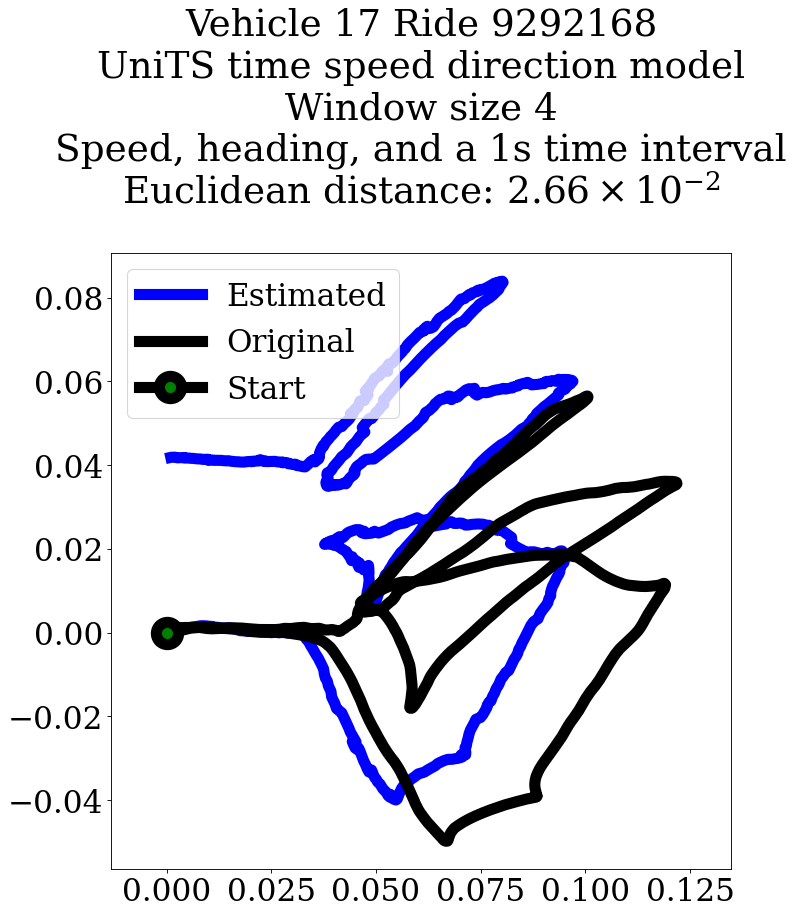 Vehicle 17 Ride 9292168
UniTS time speed direction model
Window size 4
Speed, heading, and a 1s time interval
Euclidean distance: 2.66 × 10⁻²
Estimated
Original
Start
0.08
0.06
0.04
0.02
0.00
−0.02
−0.04
0.000 0.025 0.050 0.075 0.100 0.125